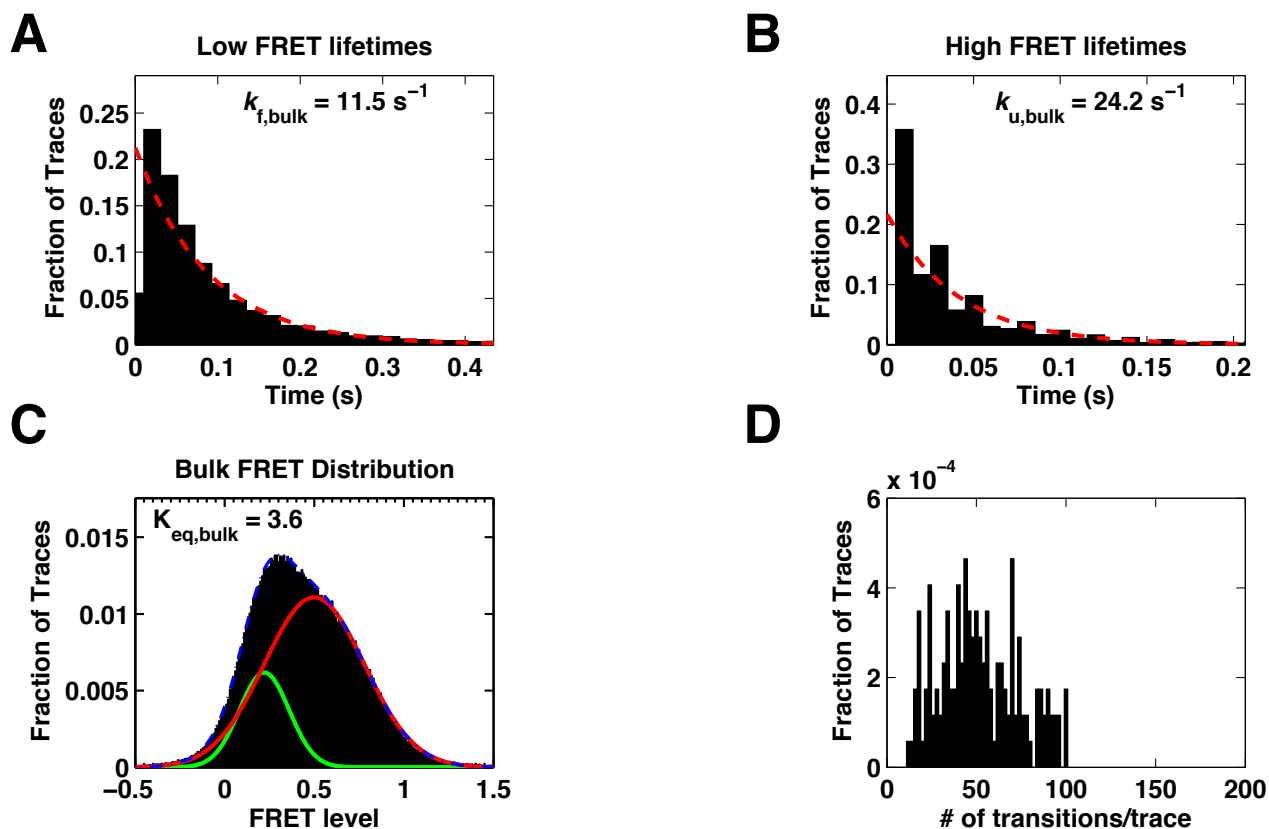 A
Low FRET lifetimes
k_f,bulk = 11.5 s⁻¹
Fraction of Traces
0.25
0.2
0.15
0.1
0.05
0
0 0.1 0.2 0.3 0.4
Time (s)
B
High FRET lifetimes
k_u,bulk = 24.2 s⁻¹
Fraction of Traces
0.4
0.3
0.2
0.1
0
0 0.05 0.1 0.15 0.2
Time (s)
C
Bulk FRET Distribution
K_eq,bulk = 3.6
Fraction of Traces
0.015
0.01
0.005
0
−0.5 0 0.5 1 1.5
FRET level
D
x 10⁻⁴
Fraction of Traces
6
4
2
0
0 50 100 150 200
# of transitions/trace